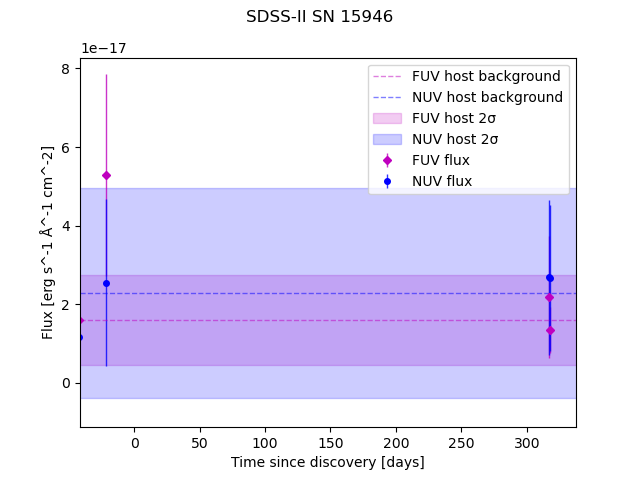 SDSS-II SN 15946
1e−17
8
6
4
2
0
Flux [erg s^-1 Å^-1 cm^-2]
FUV host background
NUV host background
FUV host 2σ
NUV host 2σ
FUV flux
NUV flux
0 50 100 150 200 250 300
Time since discovery [days]